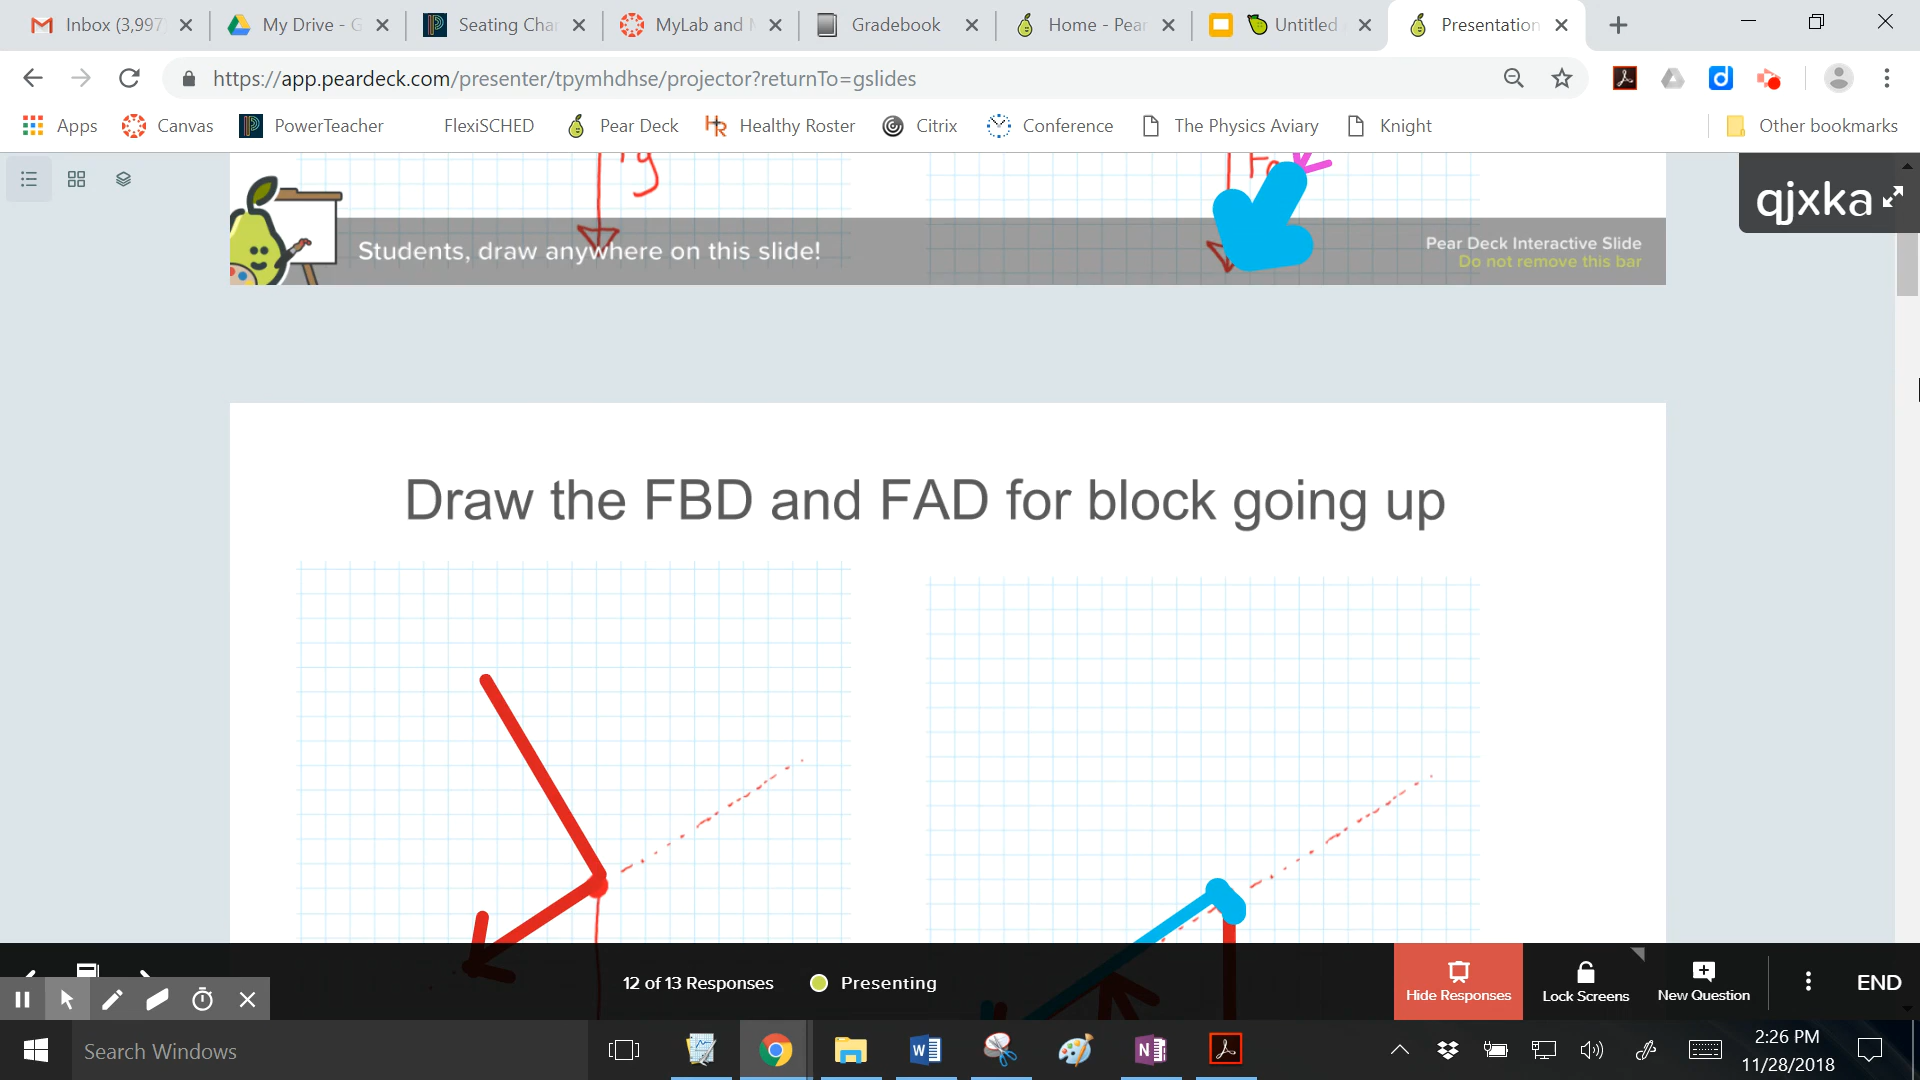 Inbox (3,997
My Drive - G
Seating Cha
MyLab and
Gradebook
Home - Pear
Untitled
Presentation
https://app.peardeck.com/presenter/tpymhdhse/projector?returnTo=gslides
Apps
Canvas
PowerTeacher
FlexiSCHED
Pear Deck
Healthy Roster
Citrix
Conference
The Physics Aviary
Knight
Other bookmarks
qjxka
Students, draw anywhere on this slide!
Pear Deck Interactive Slide
Do not remove this bar
Draw the FBD and FAD for block going up
12 of 13 Responses
Presenting
Hide Responses
Lock Screens
New Question
END
Search Windows
2:26 PM
11/28/2018